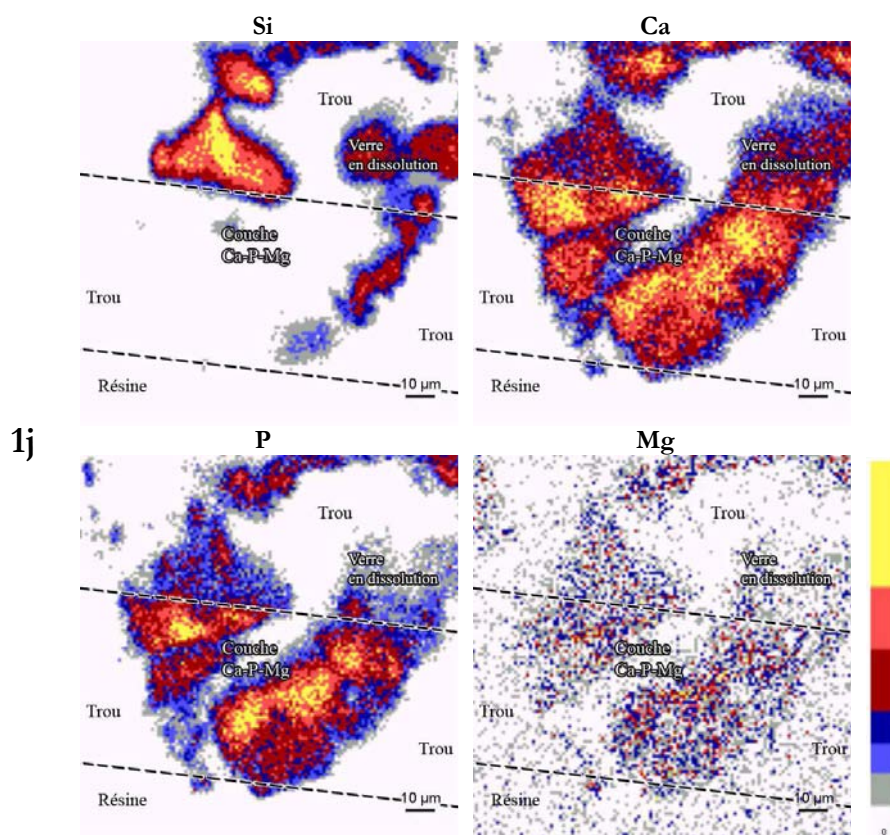 Si
Ca
Trou
Verre
en dissolution
Couche
Ca-P-Mg
Trou
Trou
Résine
10 µm
Trou
Verre
en dissolution
Couche
Ca-P-Mg
Trou
Trou
Résine
10 µm
1j
P
Mg
Trou
Verre
en dissolution
Couche
Ca-P-Mg
Trou
Trou
Résine
10 µm
Trou
Verre
en dissolution
Couche
Ca-P-Mg
Trou
Trou
Résine
10 µm
0